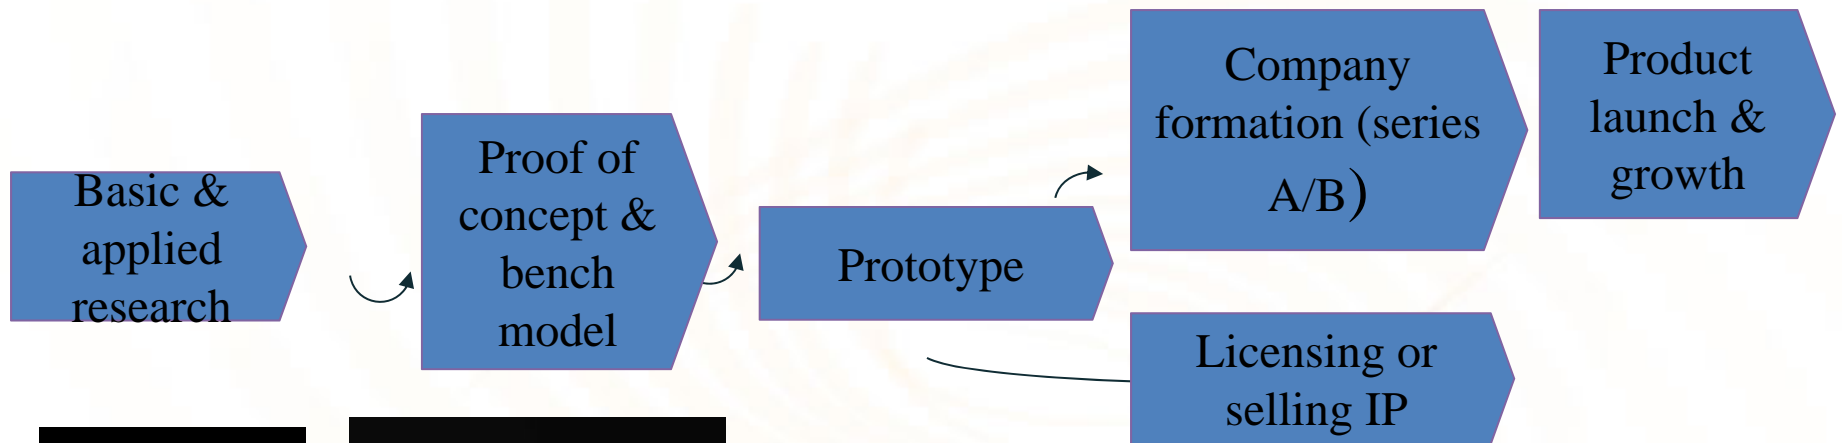 Basic &
applied
research
Proof of
concept &
bench
model
Prototype
Company
formation (series
A/B)
Product
launch &
growth
Licensing or
selling IP